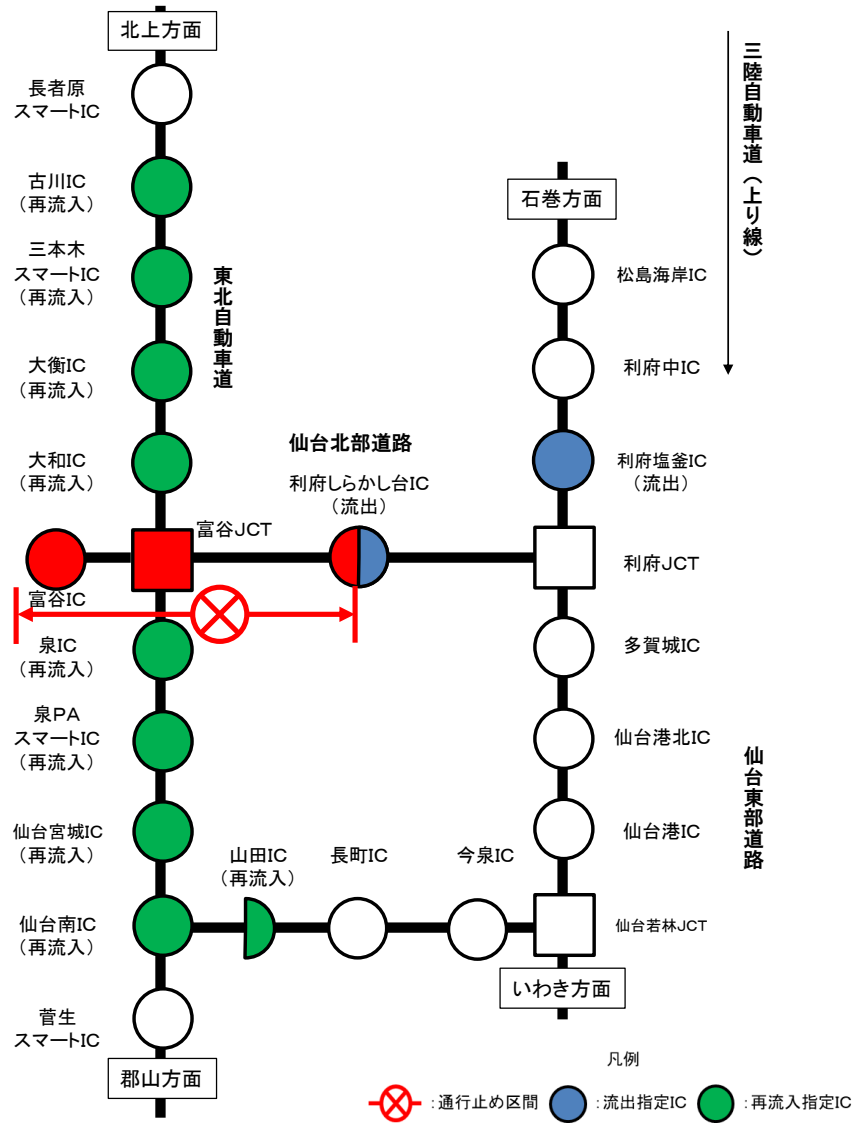 北上方面
長者原
スマートIC
古川IC
(再流入)
三本木
スマートIC
(再流入)
大衡IC
(再流入)
大和IC
(再流入)
富谷JCT
富谷IC
泉IC
(再流入)
泉PA
スマートIC
(再流入)
仙台宮城IC
(再流入)
仙台南IC
(再流入)
菅生
スマートIC
郡山方面
東北自動車道
仙台北部道路
利府しらかし台IC
(流出)
山田IC
(再流入)
長町IC
今泉IC
石巻方面
松島海岸IC
利府中IC
利府塩釜IC
(流出)
利府JCT
多賀城IC
仙台港北IC
仙台港IC
仙台若林JCT
いわき方面
三陸自動車道(上り線)
仙台東部道路
凡例
:通行止め区間
:流出指定IC
:再流入指定IC